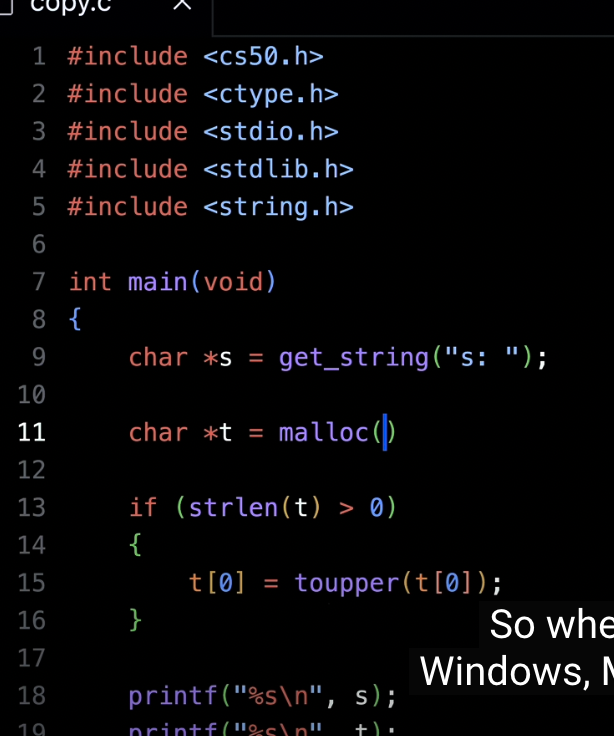 copy.c
1 #include <cs50.h>
2 #include <ctype.h>
3 #include <stdio.h>
4 #include <stdlib.h>
5 #include <string.h>
6
7 int main(void)
8 {
9     char *s = get_string("s: ");
10
11     char *t = malloc()
12
13     if (strlen(t) > 0)
14     {
15         t[0] = toupper(t[0]);
16     }
17
18     printf("%s\n", s);
19     printf("%s\n", t);
So whe
Windows, M